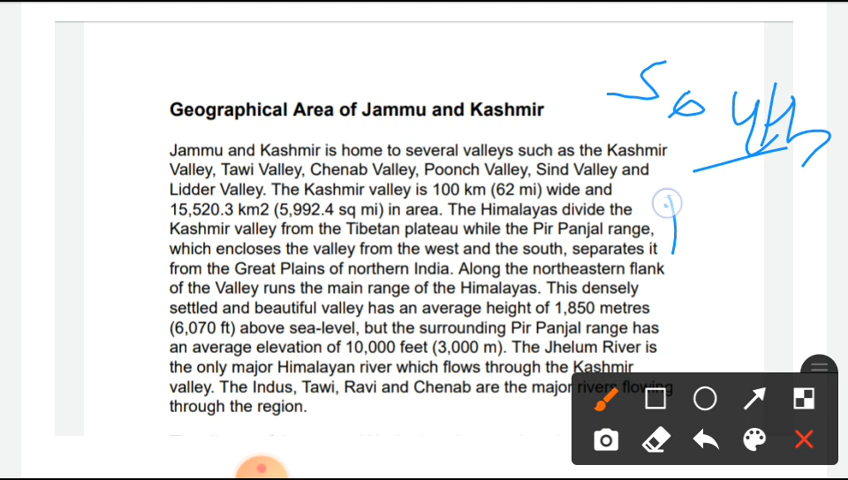 South
Geographical Area of Jammu and Kashmir
Jammu and Kashmir is home to several valleys such as the Kashmir
Valley, Tawi Valley, Chenab Valley, Poonch Valley, Sind Valley and
Lidder Valley. The Kashmir valley is 100 km (62 mi) wide and
15,520.3 km2 (5,992.4 sq mi) in area. The Himalayas divide the
Kashmir valley from the Tibetan plateau while the Pir Panjal range,
which encloses the valley from the west and the south, separates it
from the Great Plains of northern India. Along the northeastern flank
of the Valley runs the main range of the Himalayas. This densely
settled and beautiful valley has an average height of 1,850 metres
(6,070 ft) above sea-level, but the surrounding Pir Panjal range has
an average elevation of 10,000 feet (3,000 m). The Jhelum River is
the only major Himalayan river which flows through the Kashmir
valley. The Indus, Tawi, Ravi and Chenab are the major rivers flowing
through the region.